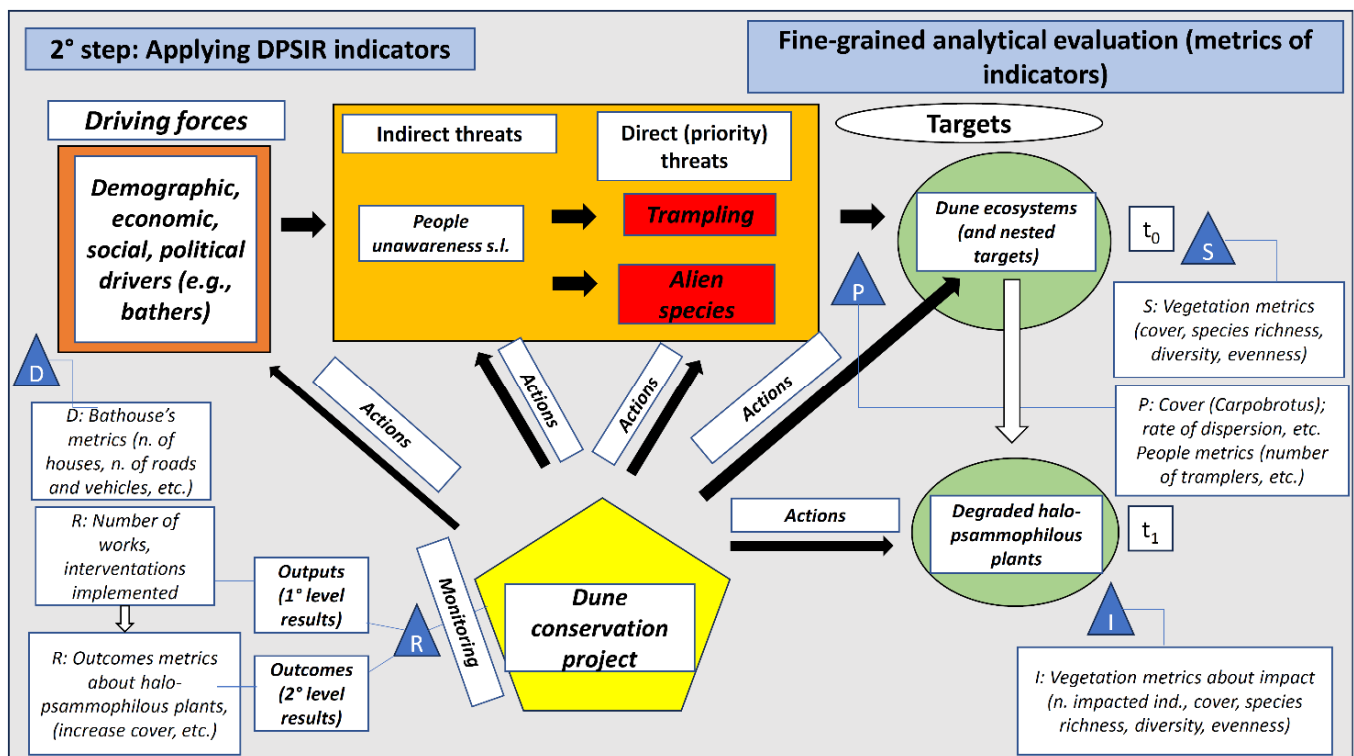 2° step: Applying DPSIR indicators
Fine-grained analytical evaluation (metrics of
indicators)
Driving forces
Demographic,
economic,
social, political
drivers (e.g.,
bathers)
Indirect threats
Direct (priority)
threats
People
unawareness s.l.
Trampling
Alien
species
Targets
Dune ecosystems
(and nested
targets)
t0
S
P
S: Vegetation metrics
(cover, species richness,
diversity, evenness)
D
Actions
Actions
Actions
Actions
P: Cover (Carpobrotus);
rate of dispersion, etc.
People metrics (number
of tramplers, etc.)
D: Bathouse's
metrics (n. of
houses, n. of roads
and vehicles, etc.)
R: Number of
works,
interventions
implemented
Outputs
(1° level
results)
R
Monitoring
Dune
conservation
project
Actions
Degraded halo-
psammophilous
plants
t1
I
R: Outcomes metrics
about halo-
psammophilous plants,
(increase cover, etc.)
Outcomes
(2° level
results)
I: Vegetation metrics about impact
(n. impacted ind., cover, species
richness, diversity, evenness)